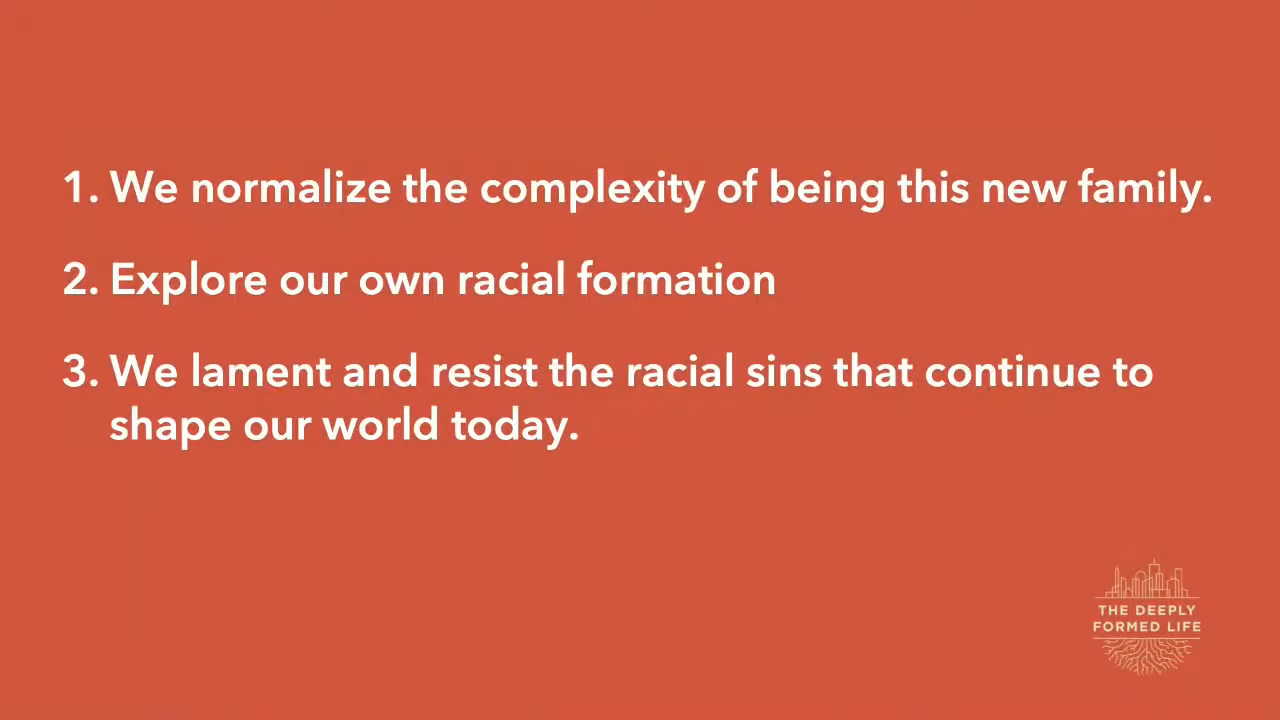 1. We normalize the complexity of being this new family.
2. Explore our own racial formation
3. We lament and resist the racial sins that continue to
shape our world today.
THE DEEPLY
FORMED LIFE